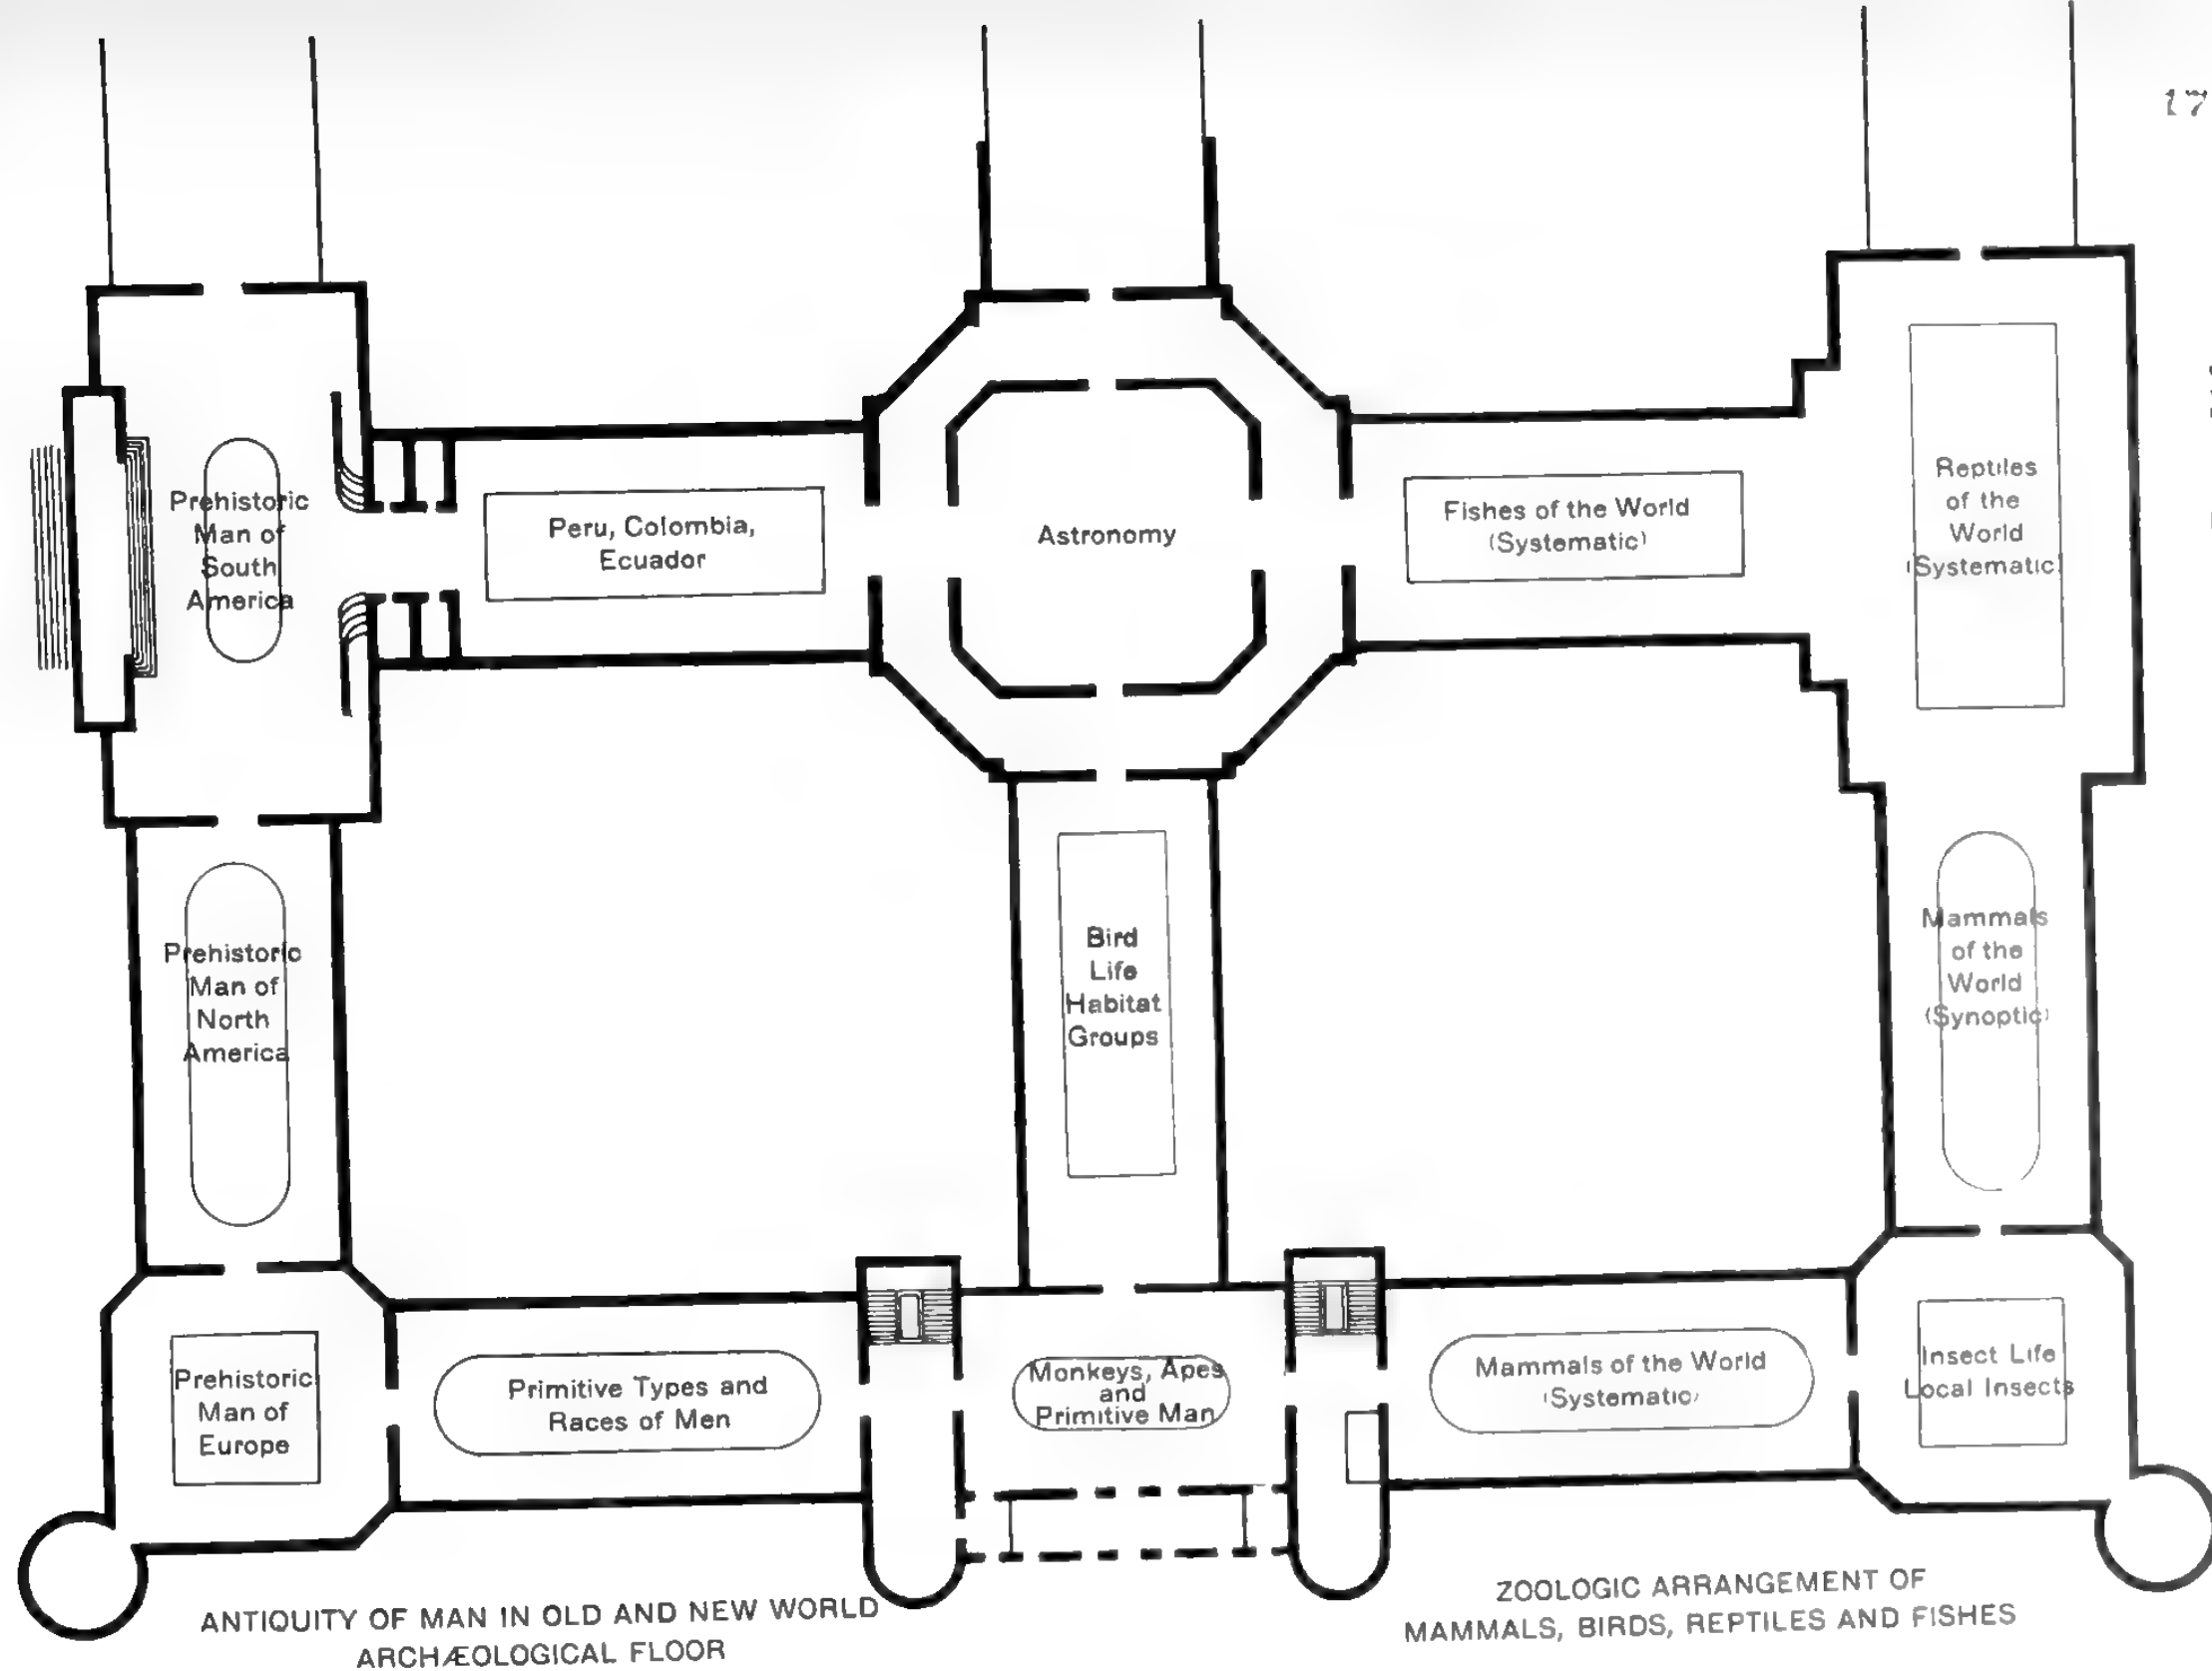 17
Prehistoric
Man of
South
America
Peru, Colombia,
Ecuador
Astronomy
Fishes of the World
(Systematic)
Reptiles
of the
World
(Systematic)
Prehistoric
Man of
North
America
Bird
Life
Habitat
Groups
Mammals
of the
World
(Synoptic)
Prehistoric
Man of
Europe
Primitive Types and
Races of Men
Monkeys, Apes
and
Primitive Man
Mammals of the World
(Systematic)
Insect Life
Local Insects
ANTIQUITY OF MAN IN OLD AND NEW WORLD
ARCHÆOLOGICAL FLOOR
ZOOLOGIC ARRANGEMENT OF
MAMMALS, BIRDS, REPTILES AND FISHES